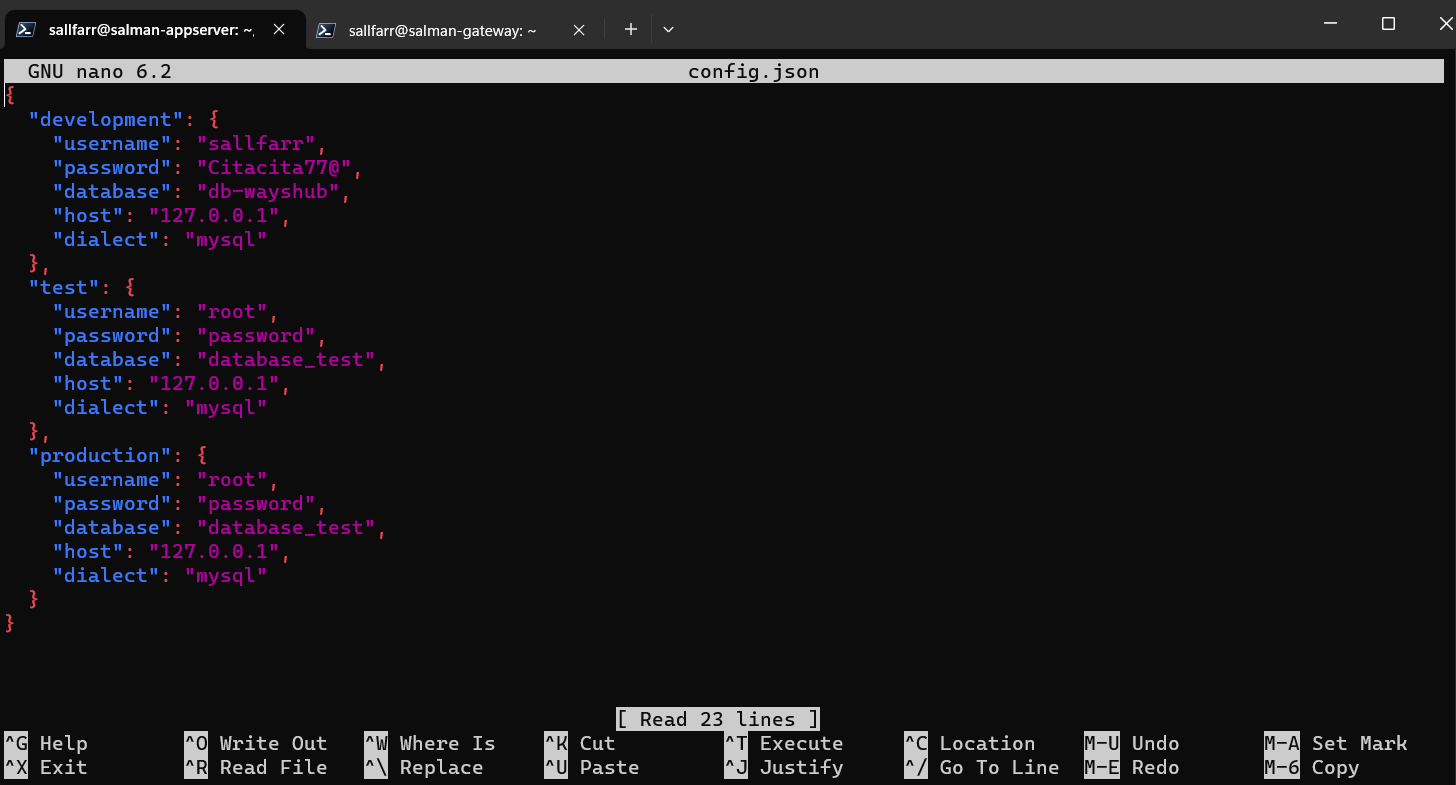 sallfarr@salman-appserver: ~, sallfarr@salman-gateway: ~
GNU nano 6.2 config.json
{
  "development": {
    "username": "sallfarr",
    "password": "Citacita77@",
    "database": "db-wayshub",
    "host": "127.0.0.1",
    "dialect": "mysql"
  },
  "test": {
    "username": "root",
    "password": "password",
    "database": "database_test",
    "host": "127.0.0.1",
    "dialect": "mysql"
  },
  "production": {
    "username": "root",
    "password": "password",
    "database": "database_test",
    "host": "127.0.0.1",
    "dialect": "mysql"
  }
}
[ Read 23 lines ]
^G Help ^O Write Out ^W Where Is ^K Cut ^T Execute ^C Location M-U Undo M-A Set Mark
^X Exit ^R Read File ^\ Replace ^U Paste ^J Justify ^/ Go To Line M-E Redo M-6 Copy